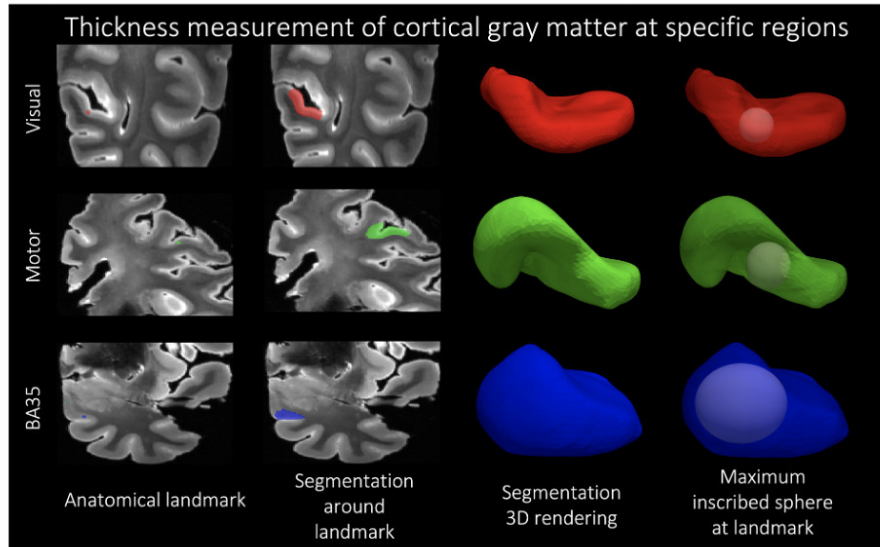 Thickness measurement of cortical gray matter at specific regions
Visual
Motor
BA35
Anatomical landmark
Segmentation
around
landmark
Segmentation
3D rendering
Maximum
inscribed sphere
at landmark